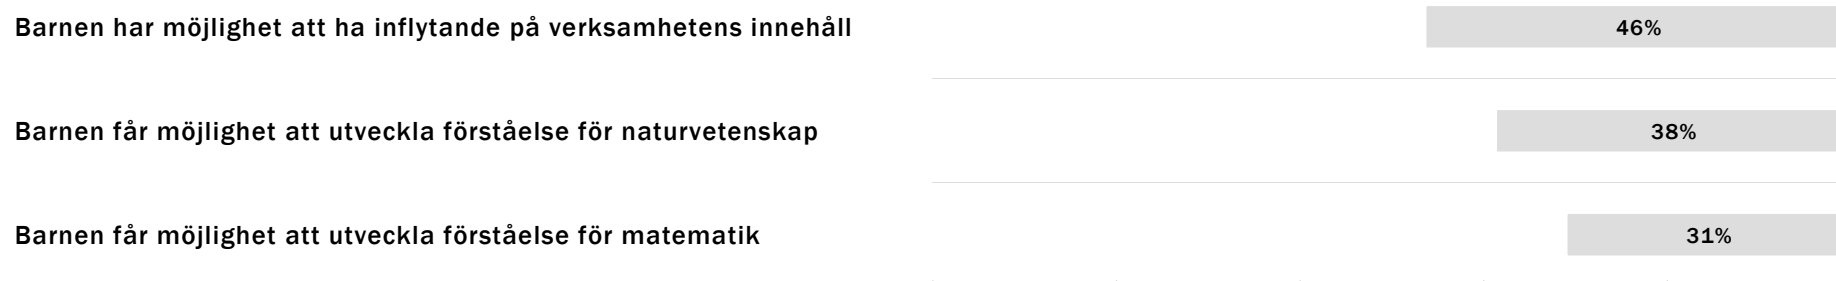 Barnen har möjlighet att ha inflytande på verksamhetens innehåll 46%
Barnen får möjlighet att utveckla förståelse för naturvetenskap 38%
Barnen får möjlighet att utveckla förståelse för matematik 31%